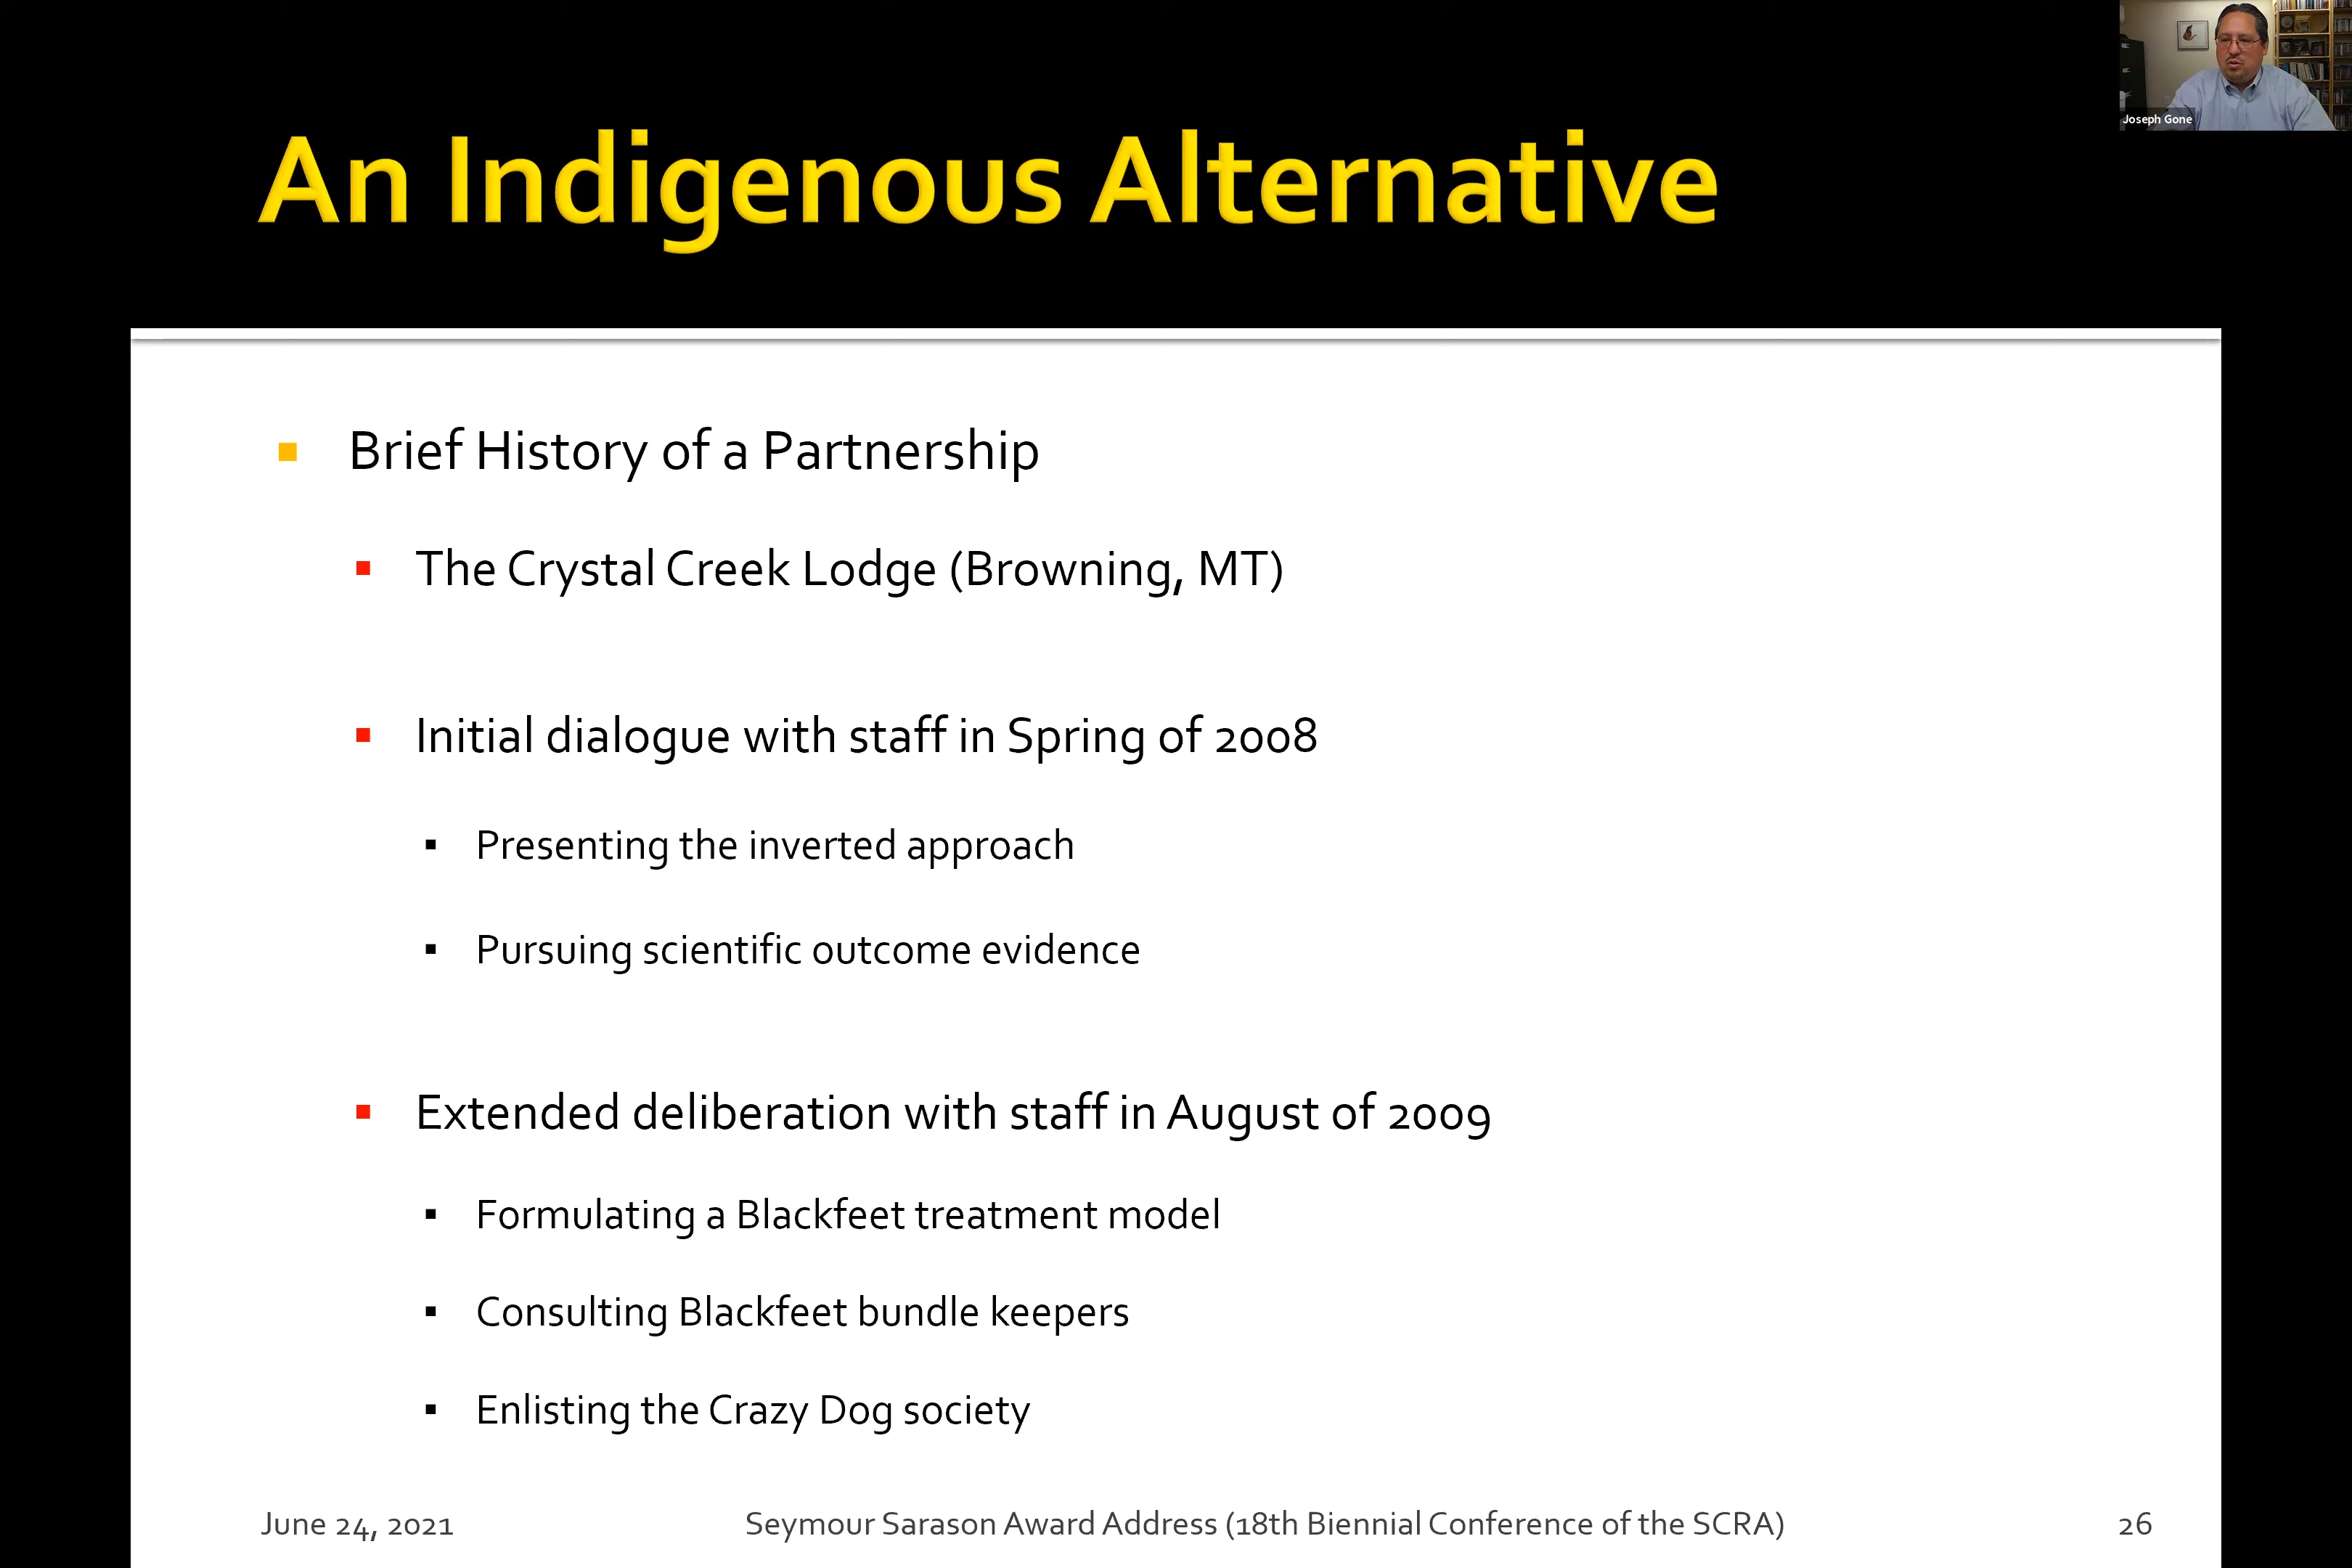 Joseph Gone
An Indigenous Alternative
Brief History of a Partnership
The Crystal Creek Lodge (Browning, MT)
Initial dialogue with staff in Spring of 2008
Presenting the inverted approach
Pursuing scientific outcome evidence
Extended deliberation with staff in August of 2009
Formulating a Blackfeet treatment model
Consulting Blackfeet bundle keepers
Enlisting the Crazy Dog society
June 24, 2021
Seymour Sarason Award Address (18th Biennial Conference of the SCRA)
26